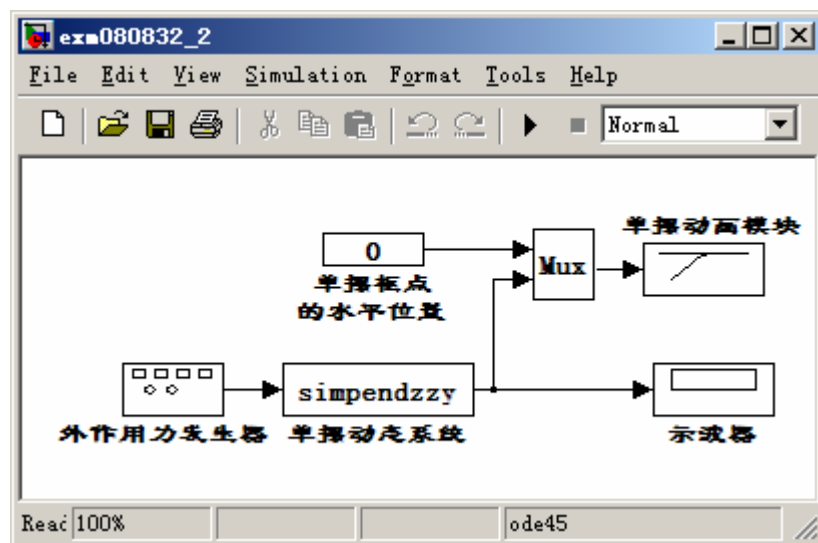 exm080832_2
File Edit View Simulation Format Tools Help
Normal
单摆动画模块
0
Mux
单摆枢点
的水平位置
simpendzzy
外作用力发生器 单摆动态系统 示波器
Read 100% ode45